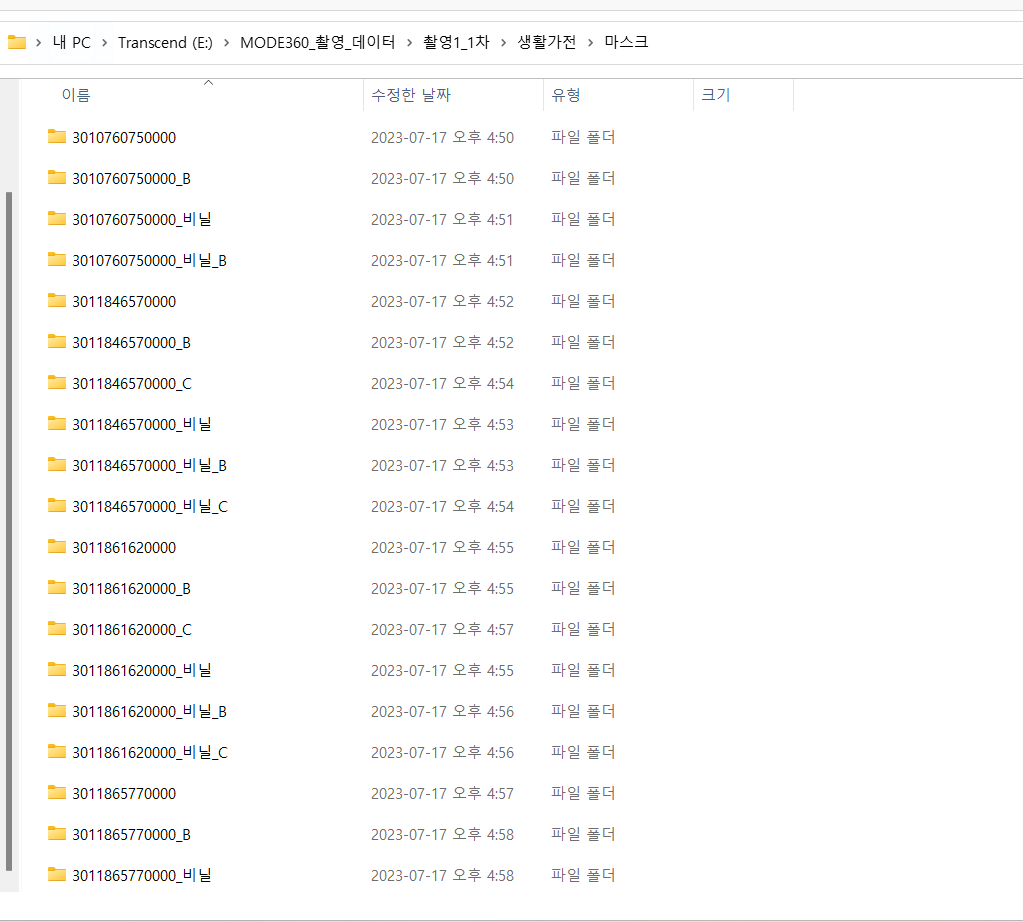 내 PC > Transcend (E:) > MODE360_촬영_데이터 > 촬영1_1차 > 생활가전 > 마스크
이름 수정한 날짜 유형 크기
3010760750000 2023-07-17 오후 4:50 파일 폴더
3010760750000_B 2023-07-17 오후 4:50 파일 폴더
3010760750000_비닐 2023-07-17 오후 4:51 파일 폴더
3010760750000_비닐_B 2023-07-17 오후 4:51 파일 폴더
3011846570000 2023-07-17 오후 4:52 파일 폴더
3011846570000_B 2023-07-17 오후 4:52 파일 폴더
3011846570000_C 2023-07-17 오후 4:54 파일 폴더
3011846570000_비닐 2023-07-17 오후 4:53 파일 폴더
3011846570000_비닐_B 2023-07-17 오후 4:53 파일 폴더
3011846570000_비닐_C 2023-07-17 오후 4:54 파일 폴더
3011861620000 2023-07-17 오후 4:55 파일 폴더
3011861620000_B 2023-07-17 오후 4:55 파일 폴더
3011861620000_C 2023-07-17 오후 4:57 파일 폴더
3011861620000_비닐 2023-07-17 오후 4:55 파일 폴더
3011861620000_비닐_B 2023-07-17 오후 4:56 파일 폴더
3011861620000_비닐_C 2023-07-17 오후 4:56 파일 폴더
3011865770000 2023-07-17 오후 4:57 파일 폴더
3011865770000_B 2023-07-17 오후 4:58 파일 폴더
3011865770000_비닐 2023-07-17 오후 4:58 파일 폴더